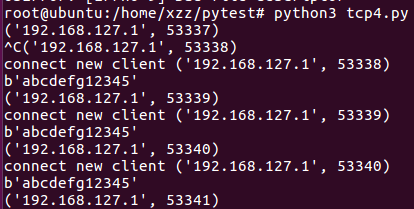 root@ubuntu:/home/xzz/pytest# python3 tcp4.py
('192.168.127.1', 53337)
^C('192.168.127.1', 53338)
connect new client ('192.168.127.1', 53338)
b'abcdefg12345'
('192.168.127.1', 53339)
connect new client ('192.168.127.1', 53339)
b'abcdefg12345'
('192.168.127.1', 53340)
connect new client ('192.168.127.1', 53340)
b'abcdefg12345'
('192.168.127.1', 53341)